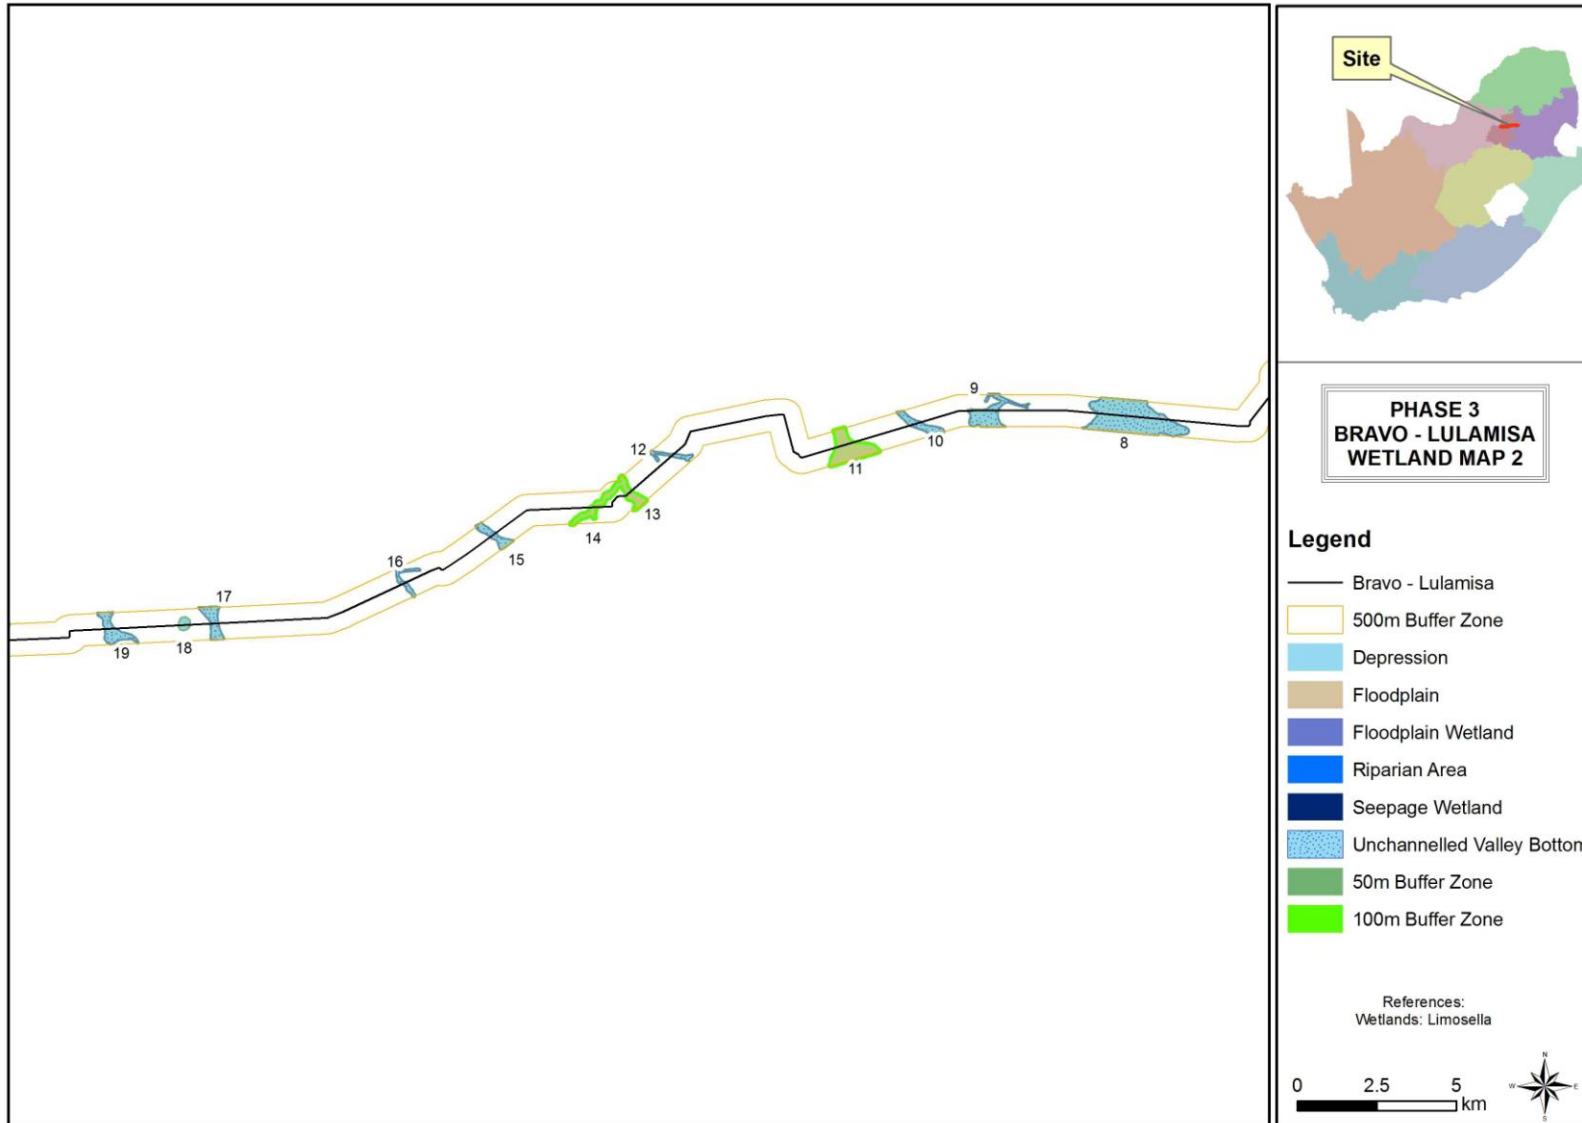 Site
PHASE 3
BRAVO - LULAMISA
WETLAND MAP 2
Legend
Bravo - Lulamisa
500m Buffer Zone
Depression
Floodplain
Floodplain Wetland
Riparian Area
Seepage Wetland
Unchannelled Valley Bottom
50m Buffer Zone
100m Buffer Zone
References:
Wetlands: Limosella
0 2.5 5
km
N
W E
S
9
8
10
11
12
13
14
15
16
17
18
19